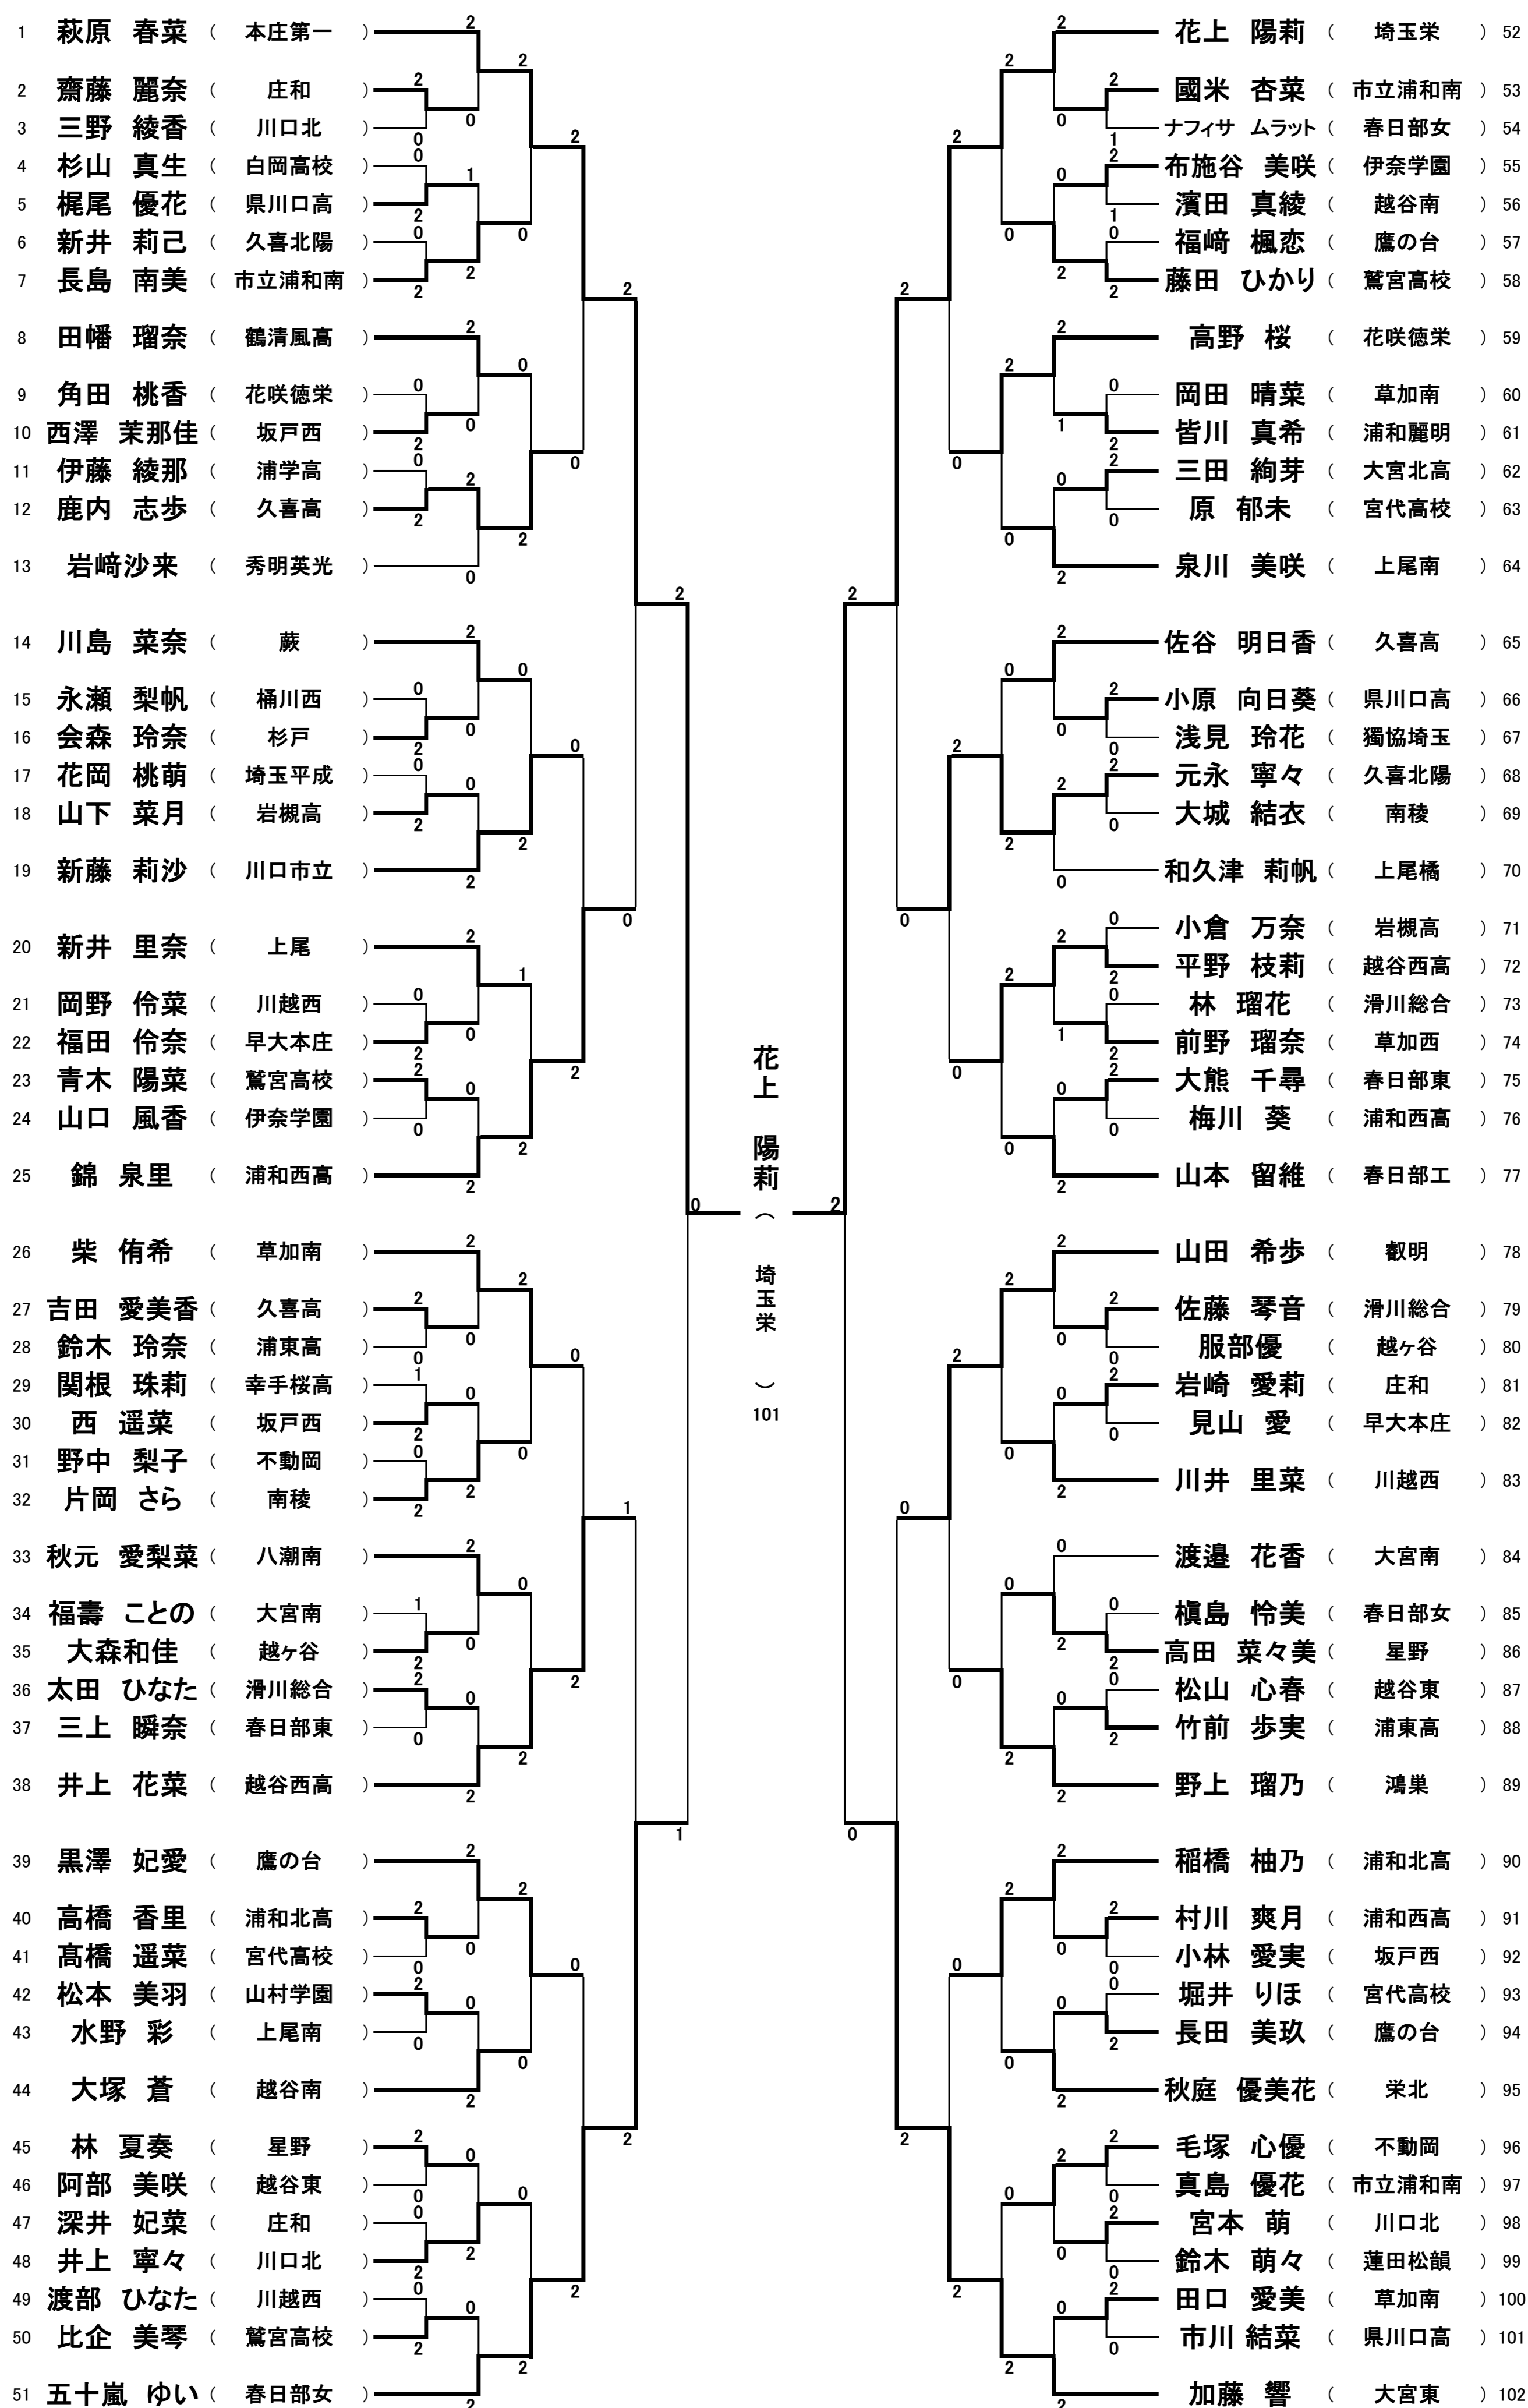 1 萩原 春菜 ( 本庄第一 )
2 齋藤 麗奈 ( 庄和 )
3 三野 綾香 ( 川口北 )
4 杉山 真生 ( 白岡高校 )
5 梶尾 優花 ( 県川口高 )
6 新井 莉己 ( 久喜北陽 )
7 長島 南美 ( 市立浦和南 )
8 田幡 瑠奈 ( 鶴清風高 )
9 角田 桃香 ( 花咲徳栄 )
10 西澤 茉那佳 ( 坂戸西 )
11 伊藤 綾那 ( 浦学高 )
12 鹿内 志歩 ( 久喜高 )
13 岩﨑沙来 ( 秀明英光 )
14 川島 菜奈 ( 蕨 )
15 永瀬 梨帆 ( 桶川西 )
16 会森 玲奈 ( 杉戸 )
17 花岡 桃萌 ( 埼玉平成 )
18 山下 菜月 ( 岩槻高 )
19 新藤 莉沙 ( 川口市立 )
20 新井 里奈 ( 上尾 )
21 岡野 伶菜 ( 川越西 )
22 福田 伶奈 ( 早大本庄 )
23 青木 陽菜 ( 鷲宮高校 )
24 山口 風香 ( 伊奈学園 )
25 錦 泉里 ( 浦和西高 )
26 柴 侑希 ( 草加南 )
27 吉田 愛美香 ( 久喜高 )
28 鈴木 玲奈 ( 浦東高 )
29 関根 珠莉 ( 幸手桜高 )
30 西 遥菜 ( 坂戸西 )
31 野中 梨子 ( 不動岡 )
32 片岡 さら ( 南稜 )
33 秋元 愛梨菜 ( 八潮南 )
34 福壽 ことの ( 大宮南 )
35 大森和佳 ( 越ヶ谷 )
36 太田 ひなた ( 滑川総合 )
37 三上 瞬奈 ( 春日部東 )
38 井上 花菜 ( 越谷西高 )
39 黒澤 妃愛 ( 鷹の台 )
40 高橋 香里 ( 浦和北高 )
41 髙橋 遥菜 ( 宮代高校 )
42 松本 美羽 ( 山村学園 )
43 水野 彩 ( 上尾南 )
44 大塚 蒼 ( 越谷南 )
45 林 夏奏 ( 星野 )
46 阿部 美咲 ( 越谷東 )
47 深井 妃菜 ( 庄和 )
48 井上 寧々 ( 川口北 )
49 渡部 ひなた ( 川越西 )
50 比企 美琴 ( 鷲宮高校 )
51 五十嵐 ゆい ( 春日部女 )
花上 陽莉 ( 埼玉栄 ) 101
花上 陽莉 ( 埼玉栄 ) 52
國米 杏菜 ( 市立浦和南 ) 53
ナフィサ ムラット ( 春日部女 ) 54
布施谷 美咲 ( 伊奈学園 ) 55
濱田 真綾 ( 越谷南 ) 56
福﨑 楓恋 ( 鷹の台 ) 57
藤田 ひかり ( 鷲宮高校 ) 58
高野 桜 ( 花咲徳栄 ) 59
岡田 晴菜 ( 草加南 ) 60
皆川 真希 ( 浦和麗明 ) 61
三田 絢芽 ( 大宮北高 ) 62
原 郁未 ( 宮代高校 ) 63
泉川 美咲 ( 上尾南 ) 64
佐谷 明日香 ( 久喜高 ) 65
小原 向日葵 ( 県川口高 ) 66
浅見 玲花 ( 獨協埼玉 ) 67
元永 寧々 ( 久喜北陽 ) 68
大城 結衣 ( 南稜 ) 69
和久津 莉帆 ( 上尾橘 ) 70
小倉 万奈 ( 岩槻高 ) 71
平野 枝莉 ( 越谷西高 ) 72
林 瑠花 ( 滑川総合 ) 73
前野 瑠奈 ( 草加西 ) 74
大熊 千尋 ( 春日部東 ) 75
梅川 葵 ( 浦和西高 ) 76
山本 留維 ( 春日部工 ) 77
山田 希歩 ( 叡明 ) 78
佐藤 琴音 ( 滑川総合 ) 79
服部優 ( 越ヶ谷 ) 80
岩崎 愛莉 ( 庄和 ) 81
見山 愛 ( 早大本庄 ) 82
川井 里菜 ( 川越西 ) 83
渡邉 花香 ( 大宮南 ) 84
槇島 怜美 ( 春日部女 ) 85
高田 菜々美 ( 星野 ) 86
松山 心春 ( 越谷東 ) 87
竹前 歩実 ( 浦東高 ) 88
野上 瑠乃 ( 鴻巣 ) 89
稲橋 柚乃 ( 浦和北高 ) 90
村川 爽月 ( 浦和西高 ) 91
小林 愛実 ( 坂戸西 ) 92
堀井 りほ ( 宮代高校 ) 93
長田 美玖 ( 鷹の台 ) 94
秋庭 優美花 ( 栄北 ) 95
毛塚 心優 ( 不動岡 ) 96
真島 優花 ( 市立浦和南 ) 97
宮本 萌 ( 川口北 ) 98
鈴木 萌々 ( 蓮田松韻 ) 99
田口 愛美 ( 草加南 ) 100
市川 結菜 ( 県川口高 ) 101
加藤 響 ( 大宮東 ) 102